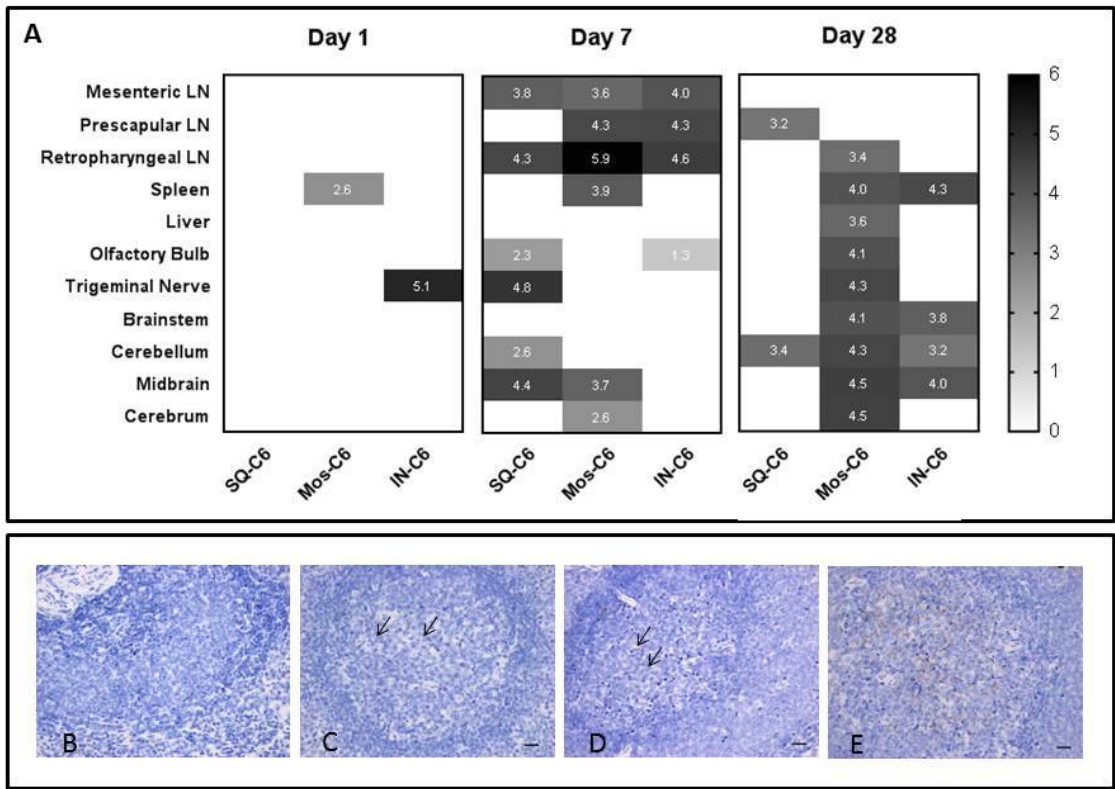 A
Day 1 Day 7 Day 28
Mesenteric LN 3.8 3.6 4.0 6
Prescapular LN 4.3 4.3 3.2 5
Retropharyngeal LN 4.3 5.9 4.6 3.4
Spleen 2.6 3.9 4.0 4.3 4
Liver 3.6
Olfactory Bulb 2.3 1.3 4.1 3
Trigeminal Nerve 5.1 4.8 4.3
Brainstem 4.1 3.8 2
Cerebellum 2.6 3.4 4.3 3.2
Midbrain 4.4 3.7 4.5 4.0 1
Cerebrum 2.6 4.5 0
SQ-C6 Mos-C6 IN-C6 SQ-C6 Mos-C6 IN-C6 SQ-C6 Mos-C6 IN-C6
B C D E